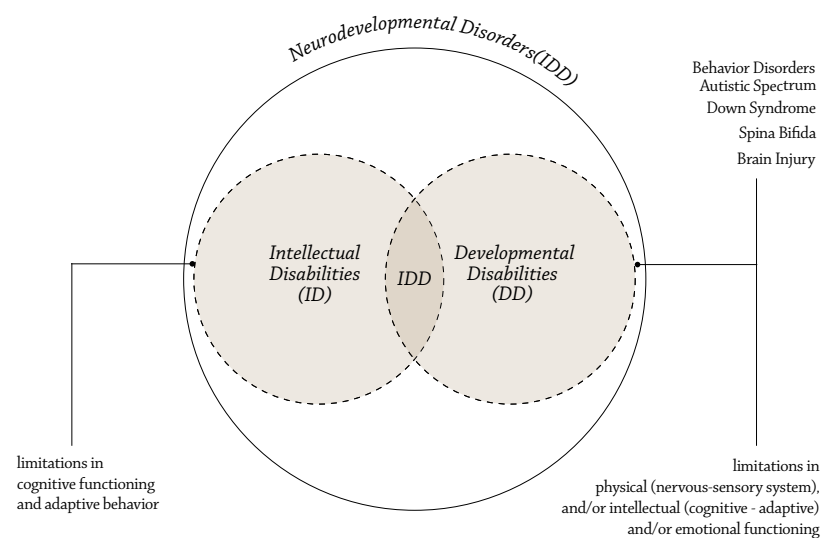 Neurodevelopmental Disorders(IDD)
Behavior Disorders
Autistic Spectrum
Down Syndrome
Spina Bifida
Brain Injury
Intellectual
Disabilities
(ID)
IDD
Developmental
Disabilities
(DD)
limitations in
cognitive functioning
and adaptive behavior
limitations in
physical (nervous-sensory system),
and/or intellectual (cognitive - adaptive)
and/or emotional functioning